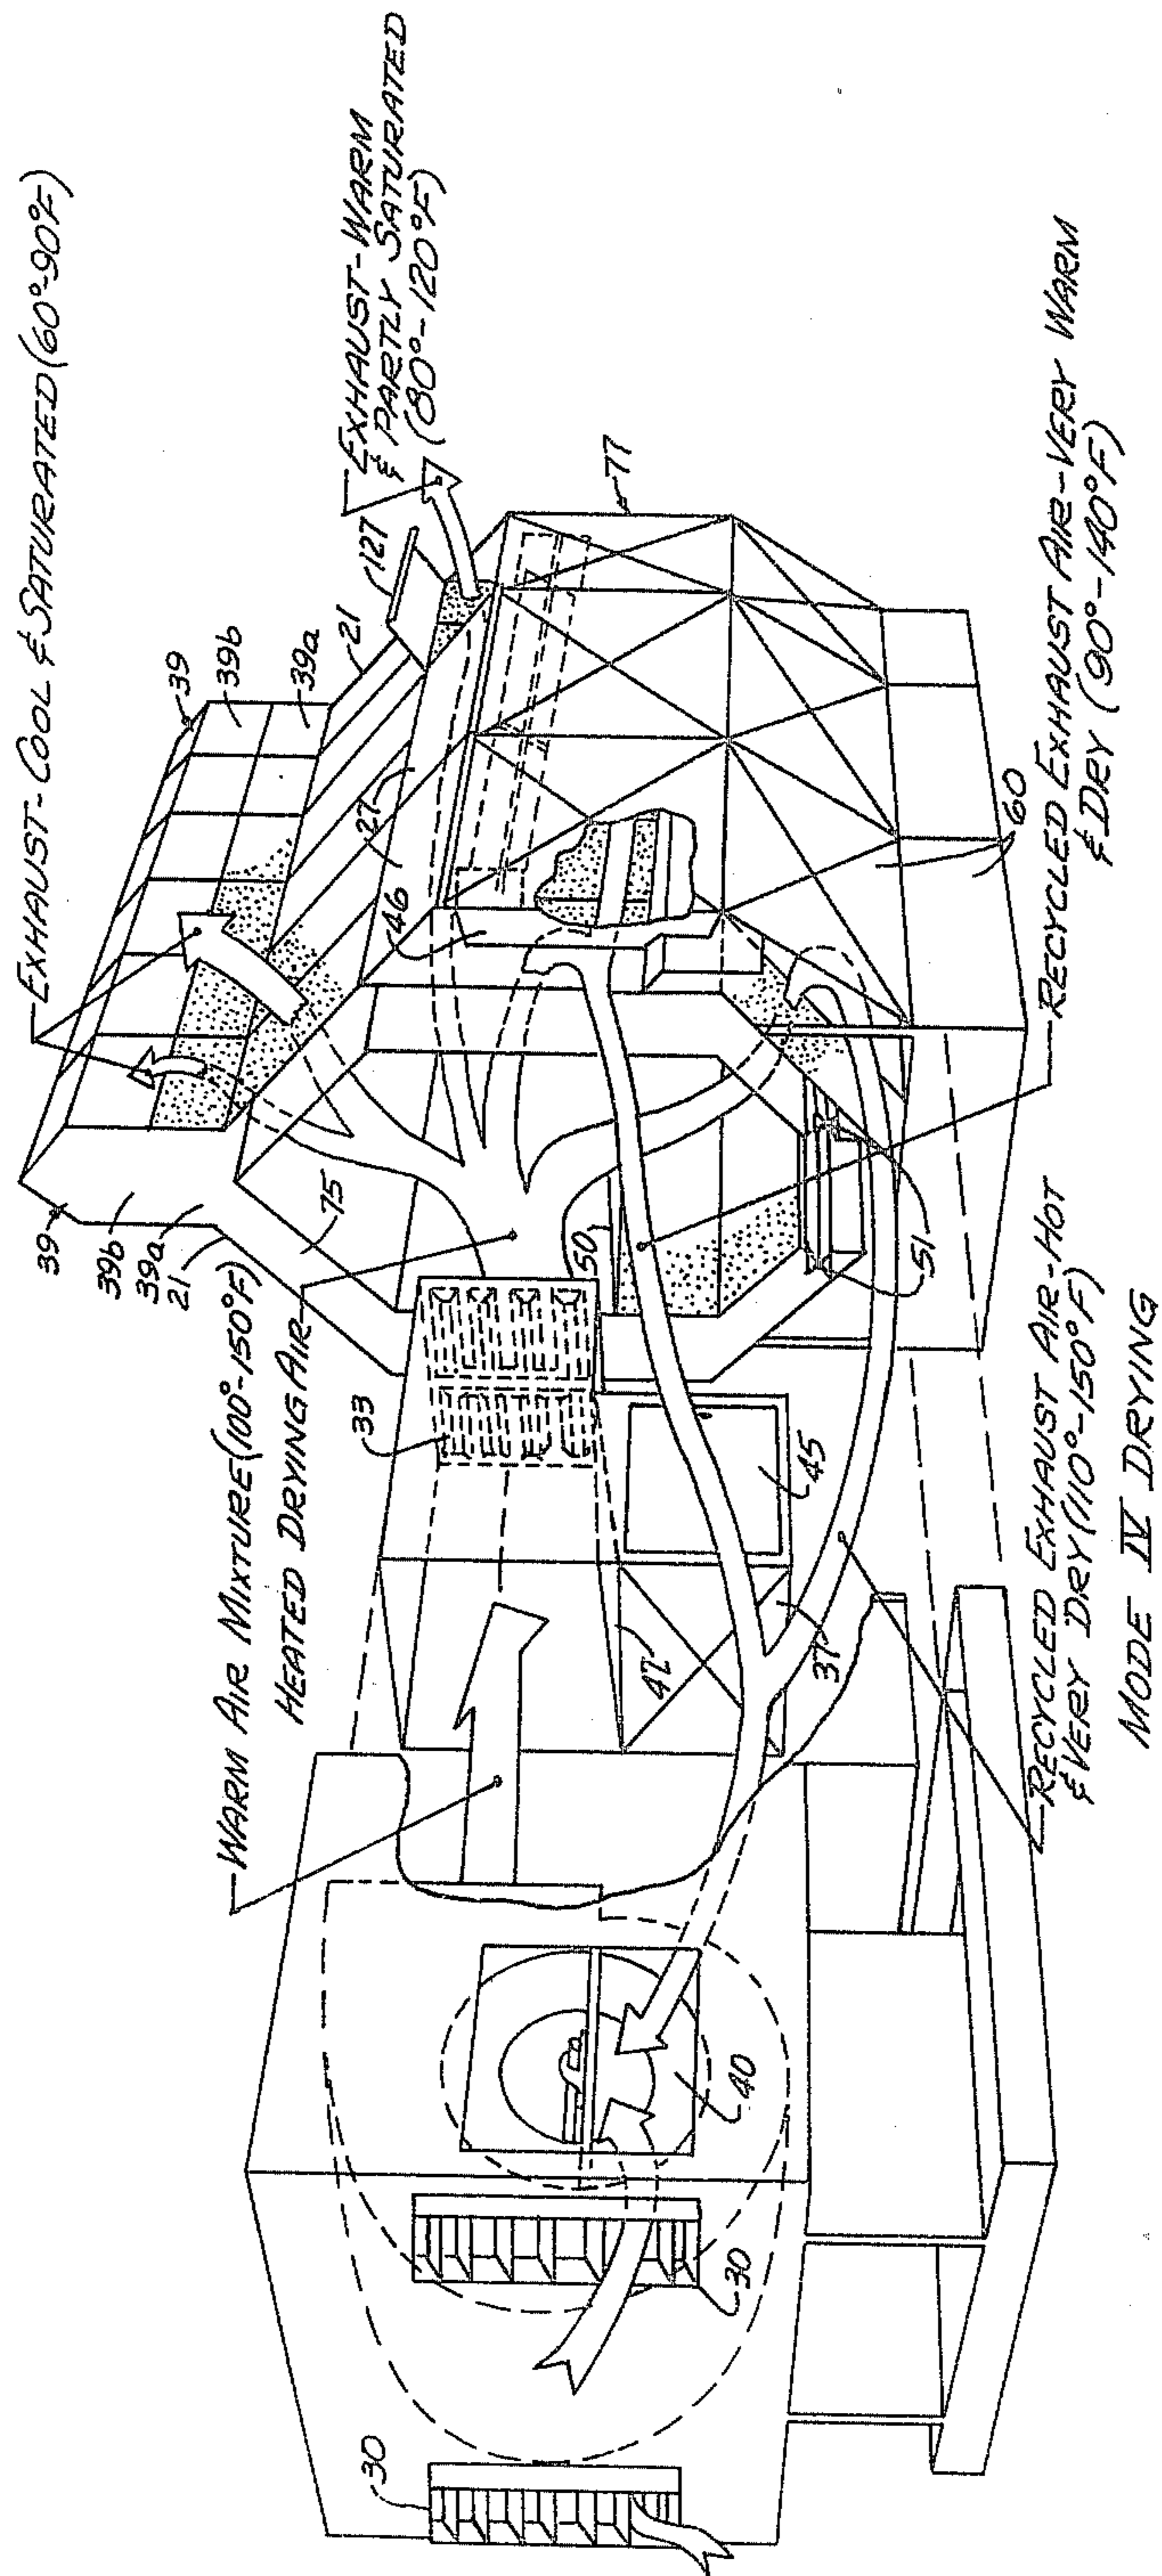 EXHAUST-COOL & SATURATED (60°-90°F)
39
39b
39a
21
127
EXHAUST-WARM
& PARTLY SATURATED
(80°-120°F)
39
39b
39a
21
75
27
46
77
WARM AIR MIXTURE (100°-150°F)
HEATED DRYING AIR
33
50
60
51
45
47
37
30
30
40
RECYCLED EXHAUST AIR-VERY WARM
& DRY (90°-140°F)
RECYCLED EXHAUST AIR-HOT
& VERY DRY (110°-150°F)
MODE IV DRYING